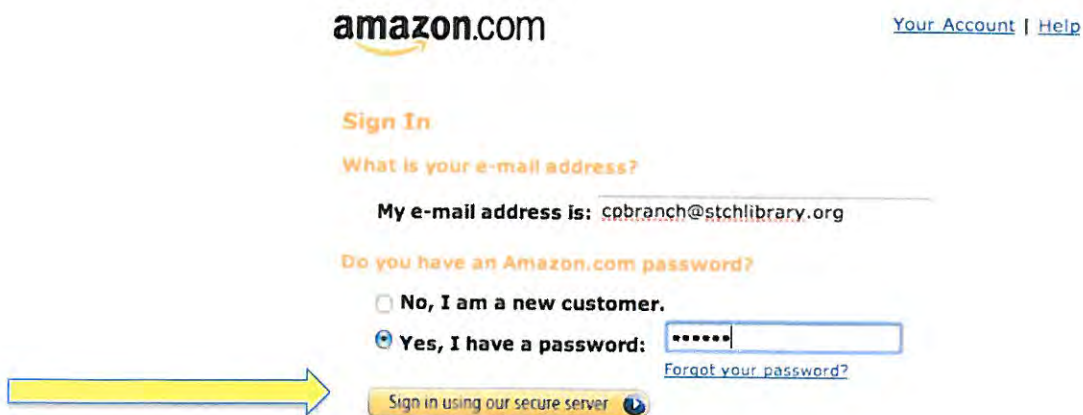 amazon.com
Your Account | Help
Sign In
What is your e-mail address?
My e-mail address is: cpbranch@stchlibrary.org
Do you have an Amazon.com password?
No, I am a new customer.
Yes, I have a password: ••••••
Forgot your password?
Sign in using our secure server